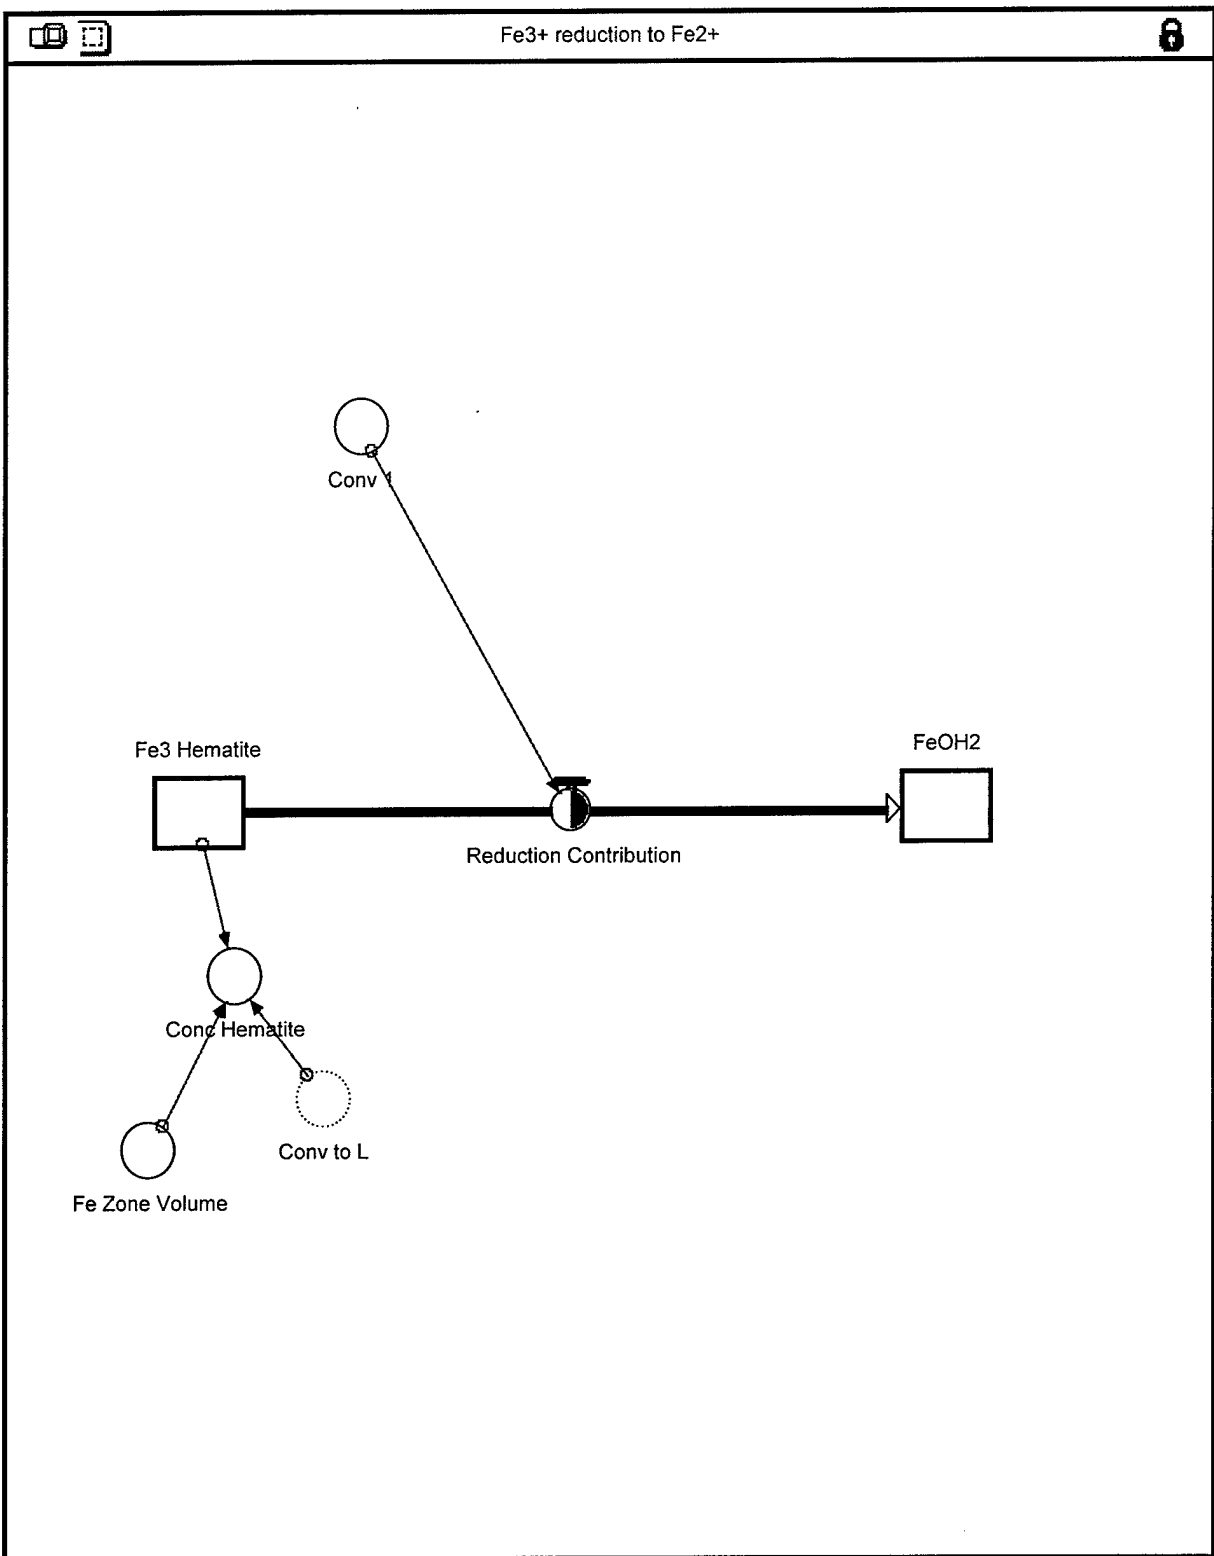 Fe3+ reduction to Fe2+
Conv 1
Fe3 Hematite
FeOH2
Reduction Contribution
Conc Hematite
Conv to L
Fe Zone Volume